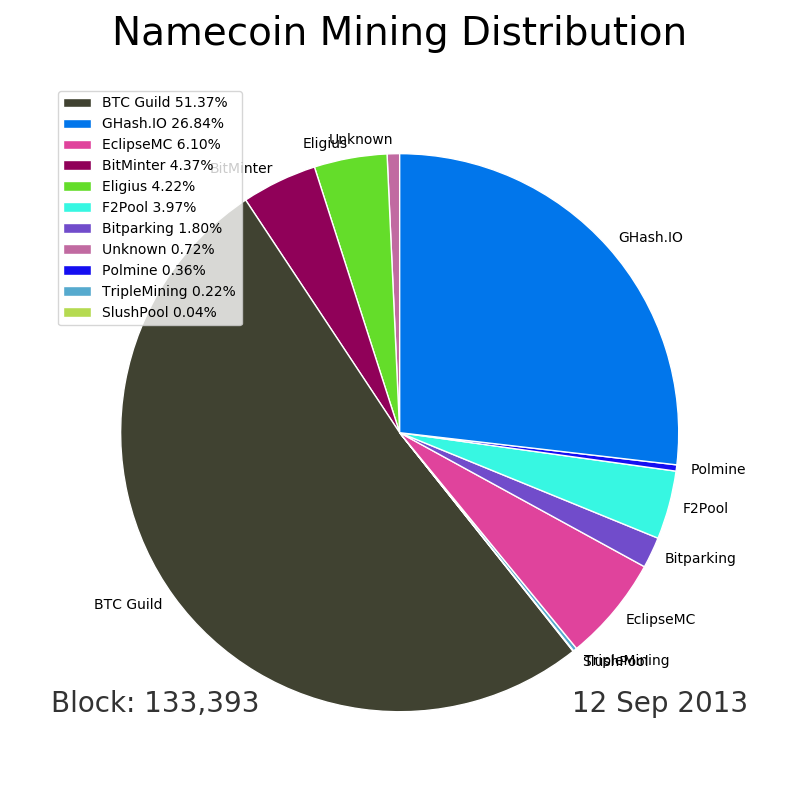 Namecoin Mining Distribution
BTC Guild 51.37%
GHash.IO 26.84%
EclipseMC 6.10%
BitMinter 4.37%
Eligius 4.22%
F2Pool 3.97%
Bitparking 1.80%
Unknown 0.72%
Polmine 0.36%
TripleMining 0.22%
SlushPool 0.04%
Unknown
Eligius
BitMinter
GHash.IO
Polmine
F2Pool
Bitparking
EclipseMC
TripleMining
SlushPool
BTC Guild
Block: 133,393
12 Sep 2013